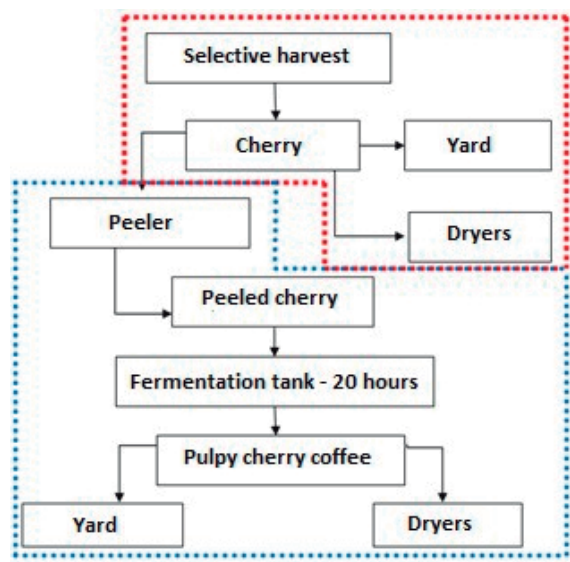 Selective harvest
Cherry
Yard
Dryers
Peeler
Peeled cherry
Fermentation tank - 20 hours
Pulpy cherry coffee
Yard
Dryers